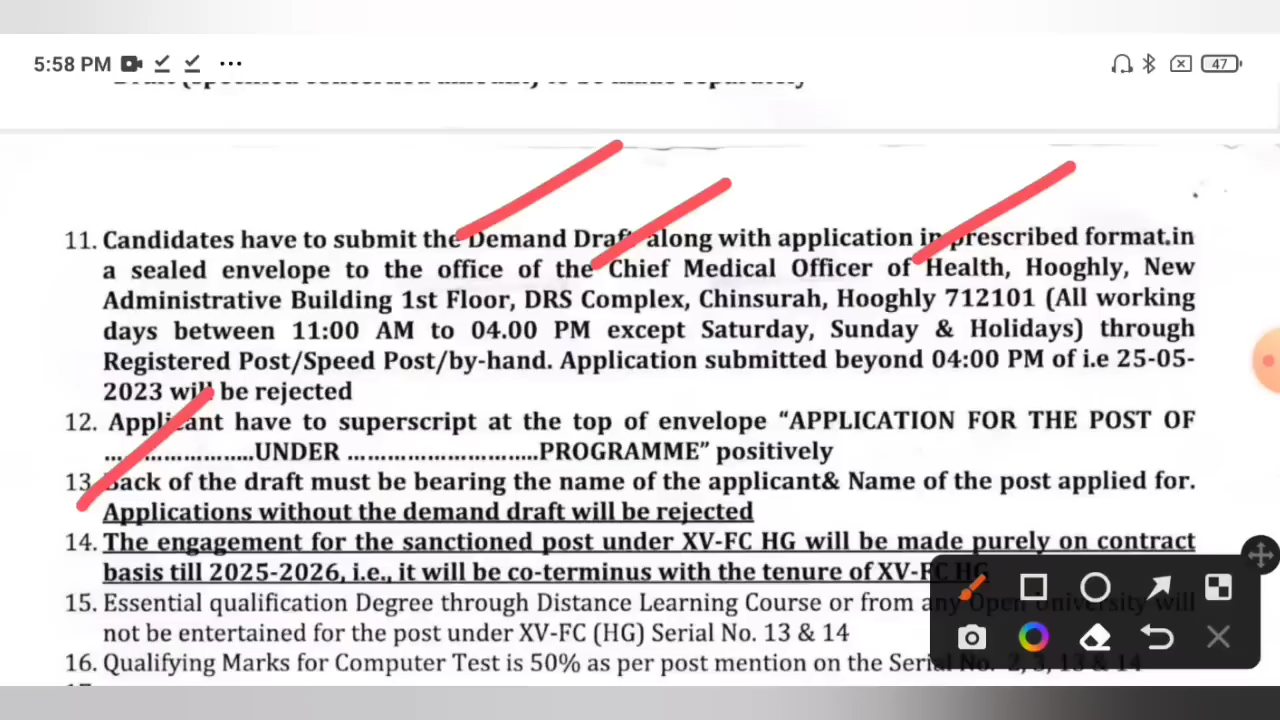 5:58 PM
47
Draft (specified concerned amount) to be made separately
11. Candidates have to submit the Demand Draft along with application in prescribed format.in
a sealed envelope to the office of the Chief Medical Officer of Health, Hooghly, New
Administrative Building 1st Floor, DRS Complex, Chinsurah, Hooghly 712101 (All working
days between 11:00 AM to 04.00 PM except Saturday, Sunday & Holidays) through
Registered Post/Speed Post/by-hand. Application submitted beyond 04:00 PM of i.e 25-05-
2023 will be rejected
12. Applicant have to superscript at the top of envelope “APPLICATION FOR THE POST OF
........................UNDER ............................PROGRAMME” positively
13. Back of the draft must be bearing the name of the applicant& Name of the post applied for.
Applications without the demand draft will be rejected
14. The engagement for the sanctioned post under XV-FC HG will be made purely on contract
basis till 2025-2026, i.e., it will be co-terminus with the tenure of XV-FC HG
15. Essential qualification Degree through Distance Learning Course or from any Open University will
not be entertained for the post under XV-FC (HG) Serial No. 13 & 14
16. Qualifying Marks for Computer Test is 50% as per post mention on the Serial No. 2, 3, 13 & 14